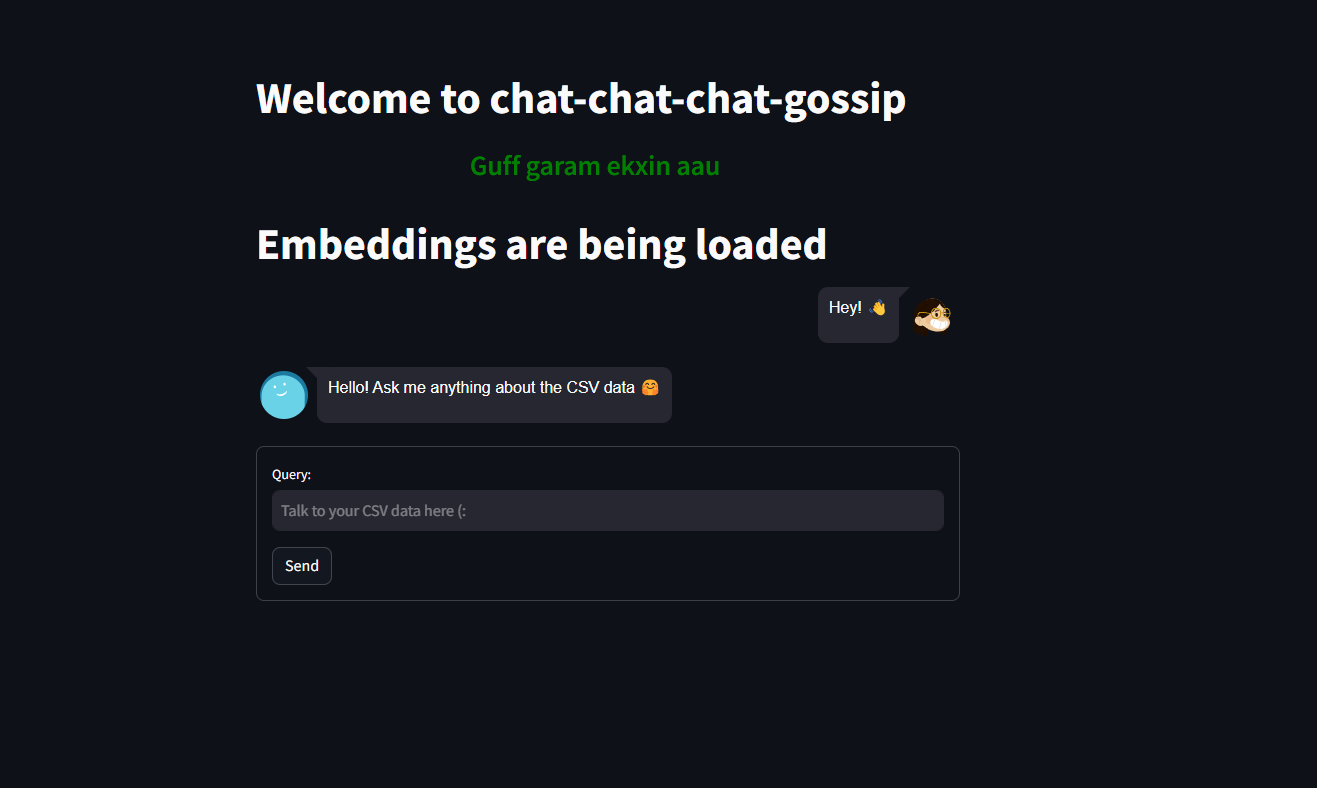 Welcome to chat-chat-chat-gossip
Guff garam ekxin aau
Embeddings are being loaded
Hey! 👋
Hello! Ask me anything about the CSV data 🤗
Query:
Talk to your CSV data here (:
Send